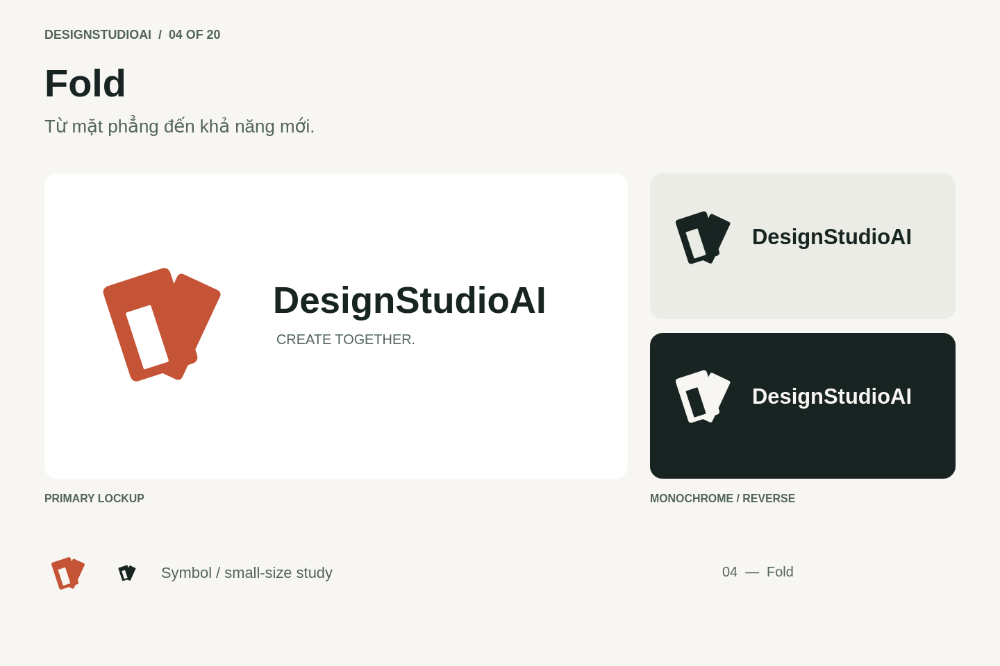 DESIGNSTUDIOAI / 04 OF 20
Fold
Từ mặt phẳng đến khả năng mới.
DesignStudioAI
CREATE TOGETHER.
DesignStudioAI
DesignStudioAI
PRIMARY LOCKUP
MONOCHROME / REVERSE
Symbol / small-size study
04 — Fold